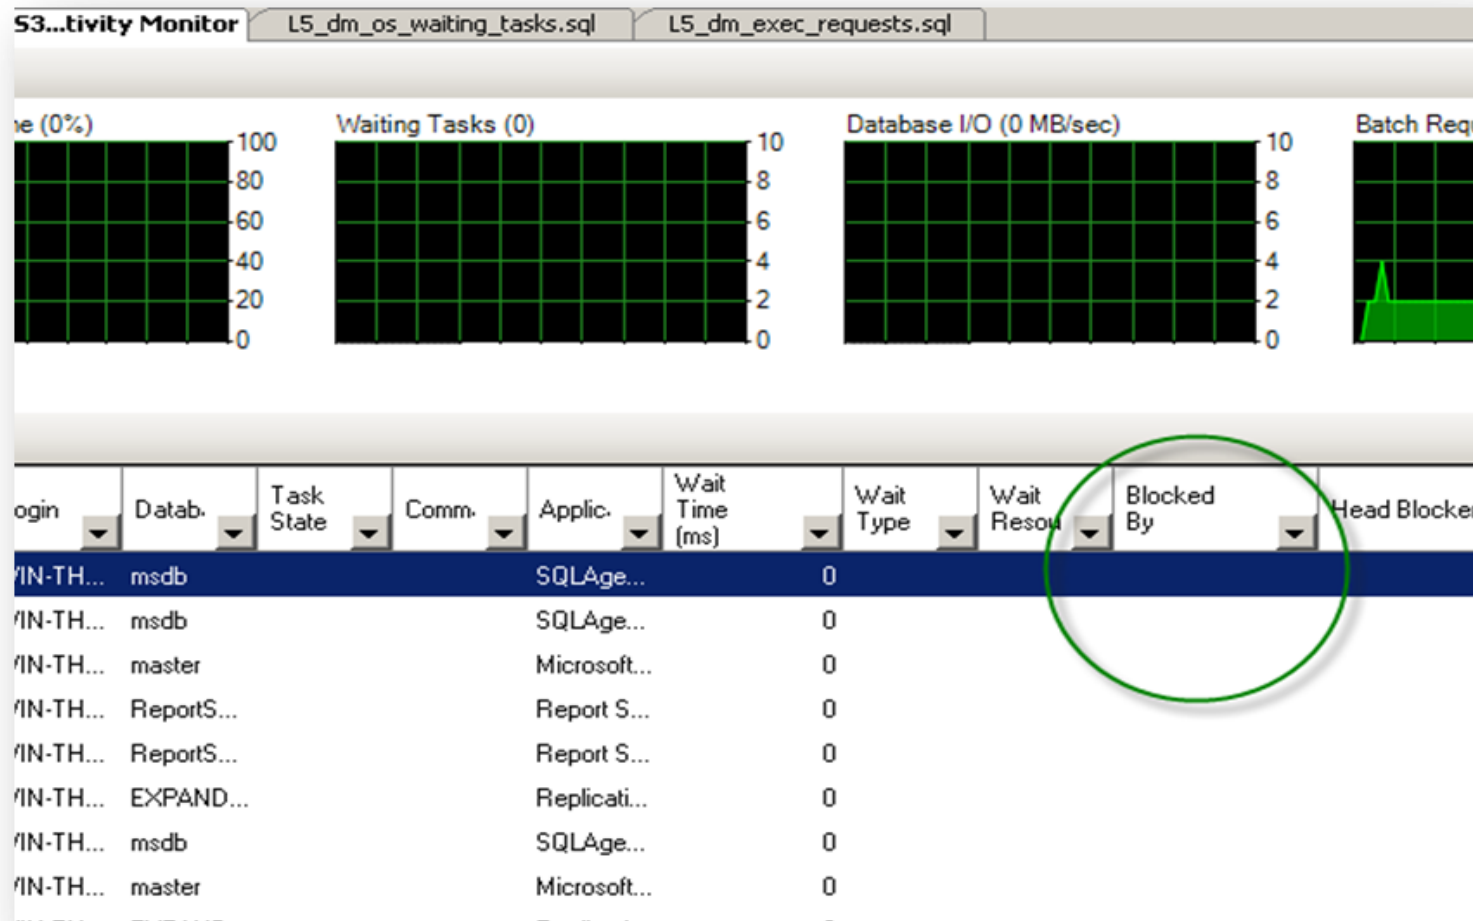 S3...tivity Monitor L5_dm_os_waiting_tasks.sql L5_dm_exec_requests.sql
ne (0%) Waiting Tasks (0) Database I/O (0 MB/sec) Batch Requ
100 10 10
80 8 8
60 6 6
40 4 4
20 2 2
0 0 0
ogin Datab. Task State Comm. Applic. Wait Time (ms) Wait Type Wait Resou Blocked By Head Blocker
/IN-TH... msdb SQLAge... 0
/IN-TH... msdb SQLAge... 0
/IN-TH... master Microsoft... 0
/IN-TH... ReportS... Report S... 0
/IN-TH... ReportS... Report S... 0
/IN-TH... EXPAND... Replicati... 0
/IN-TH... msdb SQLAge... 0
/IN-TH... master Microsoft... 0